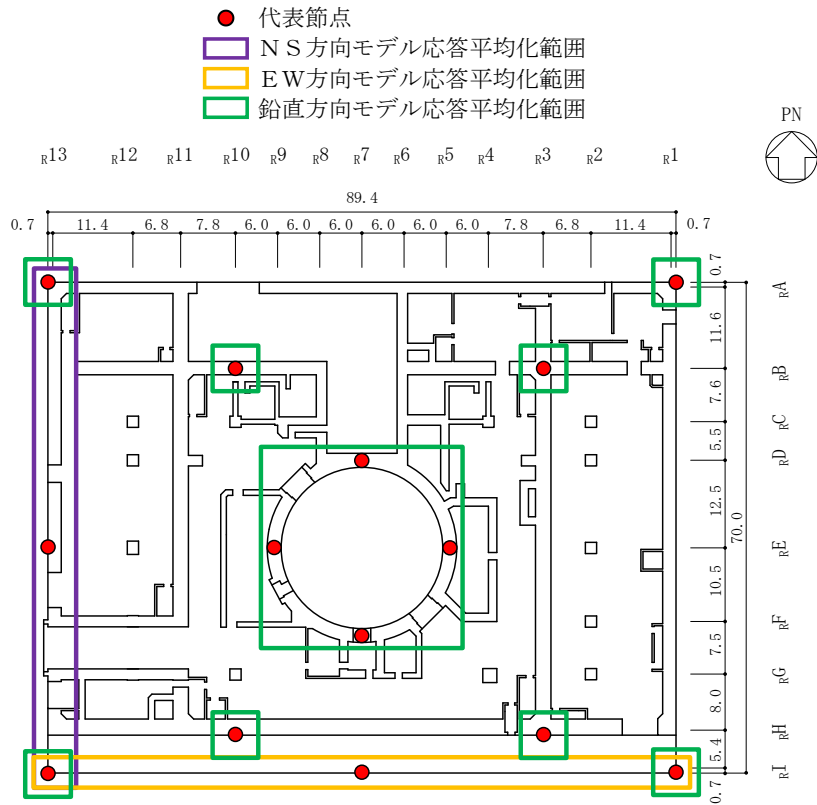 代表節点
ＮＳ方向モデル応答平均化範囲
ＥＷ方向モデル応答平均化範囲
鉛直方向モデル応答平均化範囲
PN
R13 R12 R11 R10 R9 R8 R7 R6 R5 R4 R3 R2 R1
89.4
0.7 11.4 6.8 7.8 6.0 6.0 6.0 6.0 6.0 6.0 7.8 6.8 11.4 0.7
0.7
RA
11.6
RB
7.6
RC
5.5
RD
12.5
70.0
RE
10.5
RF
7.5
RG
8.0
RH
5.4
RI
0.7